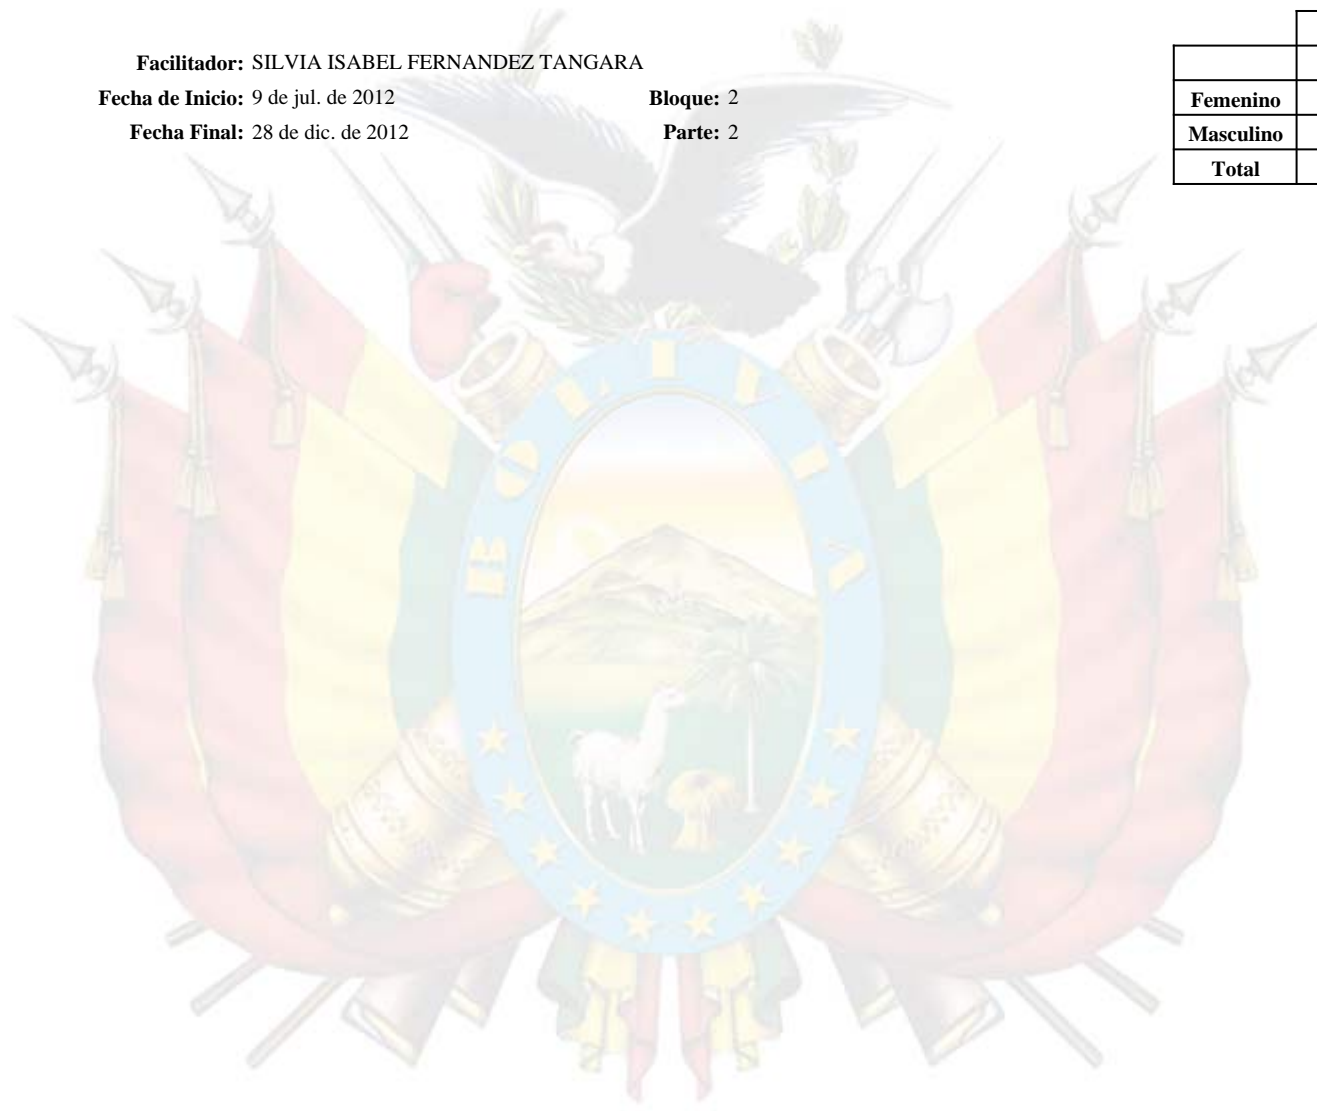 Facilitador: SILVIA ISABEL FERNANDEZ TANGARA
Fecha de Inicio: 9 de jul. de 2012 Bloque: 2
Fecha Final: 28 de dic. de 2012 Parte: 2
Femenino
Masculino
Total
BOLIVIA